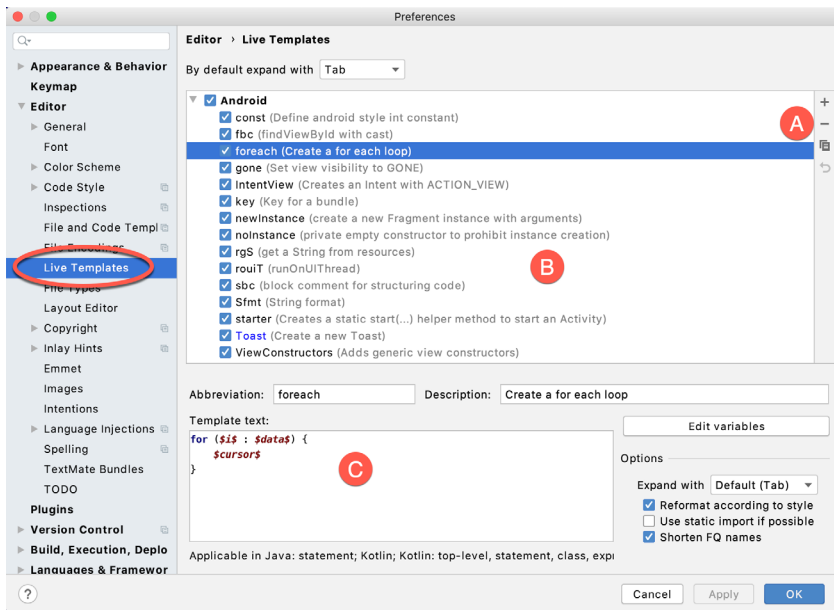 Preferences
Editor › Live Templates
By default expand with Tab
Appearance & Behavior
Keymap
Editor
General
Font
Color Scheme
Code Style
Inspections
File and Code Templ
File Encodings
Live Templates
File Types
Layout Editor
Copyright
Inlay Hints
Emmet
Images
Intentions
Language Injections
Spelling
TextMate Bundles
TODO
Plugins
Version Control
Build, Execution, Deplo
Languages & Framewor
Android
const (Define android style int constant)
fbc (findViewById with cast)
foreach (Create a for each loop)
gone (Set view visibility to GONE)
IntentView (Creates an Intent with ACTION_VIEW)
key (Key for a bundle)
newInstance (create a new Fragment instance with arguments)
noInstance (private empty constructor to prohibit instance creation)
rgS (get a String from resources)
rouiT (runOnUIThread)
sbc (block comment for structuring code)
Sfmt (String format)
starter (Creates a static start(...) helper method to start an Activity)
Toast (Create a new Toast)
ViewConstructors (Adds generic view constructors)
A
B
Abbreviation: foreach Description: Create a for each loop
Template text:
for ($i$ : $data$) {
$cursor$
}
C
Edit variables
Options
Expand with Default (Tab)
Reformat according to style
Use static import if possible
Shorten FQ names
Applicable in Java: statement; Kotlin; Kotlin: top-level, statement, class, expr
? Cancel Apply OK